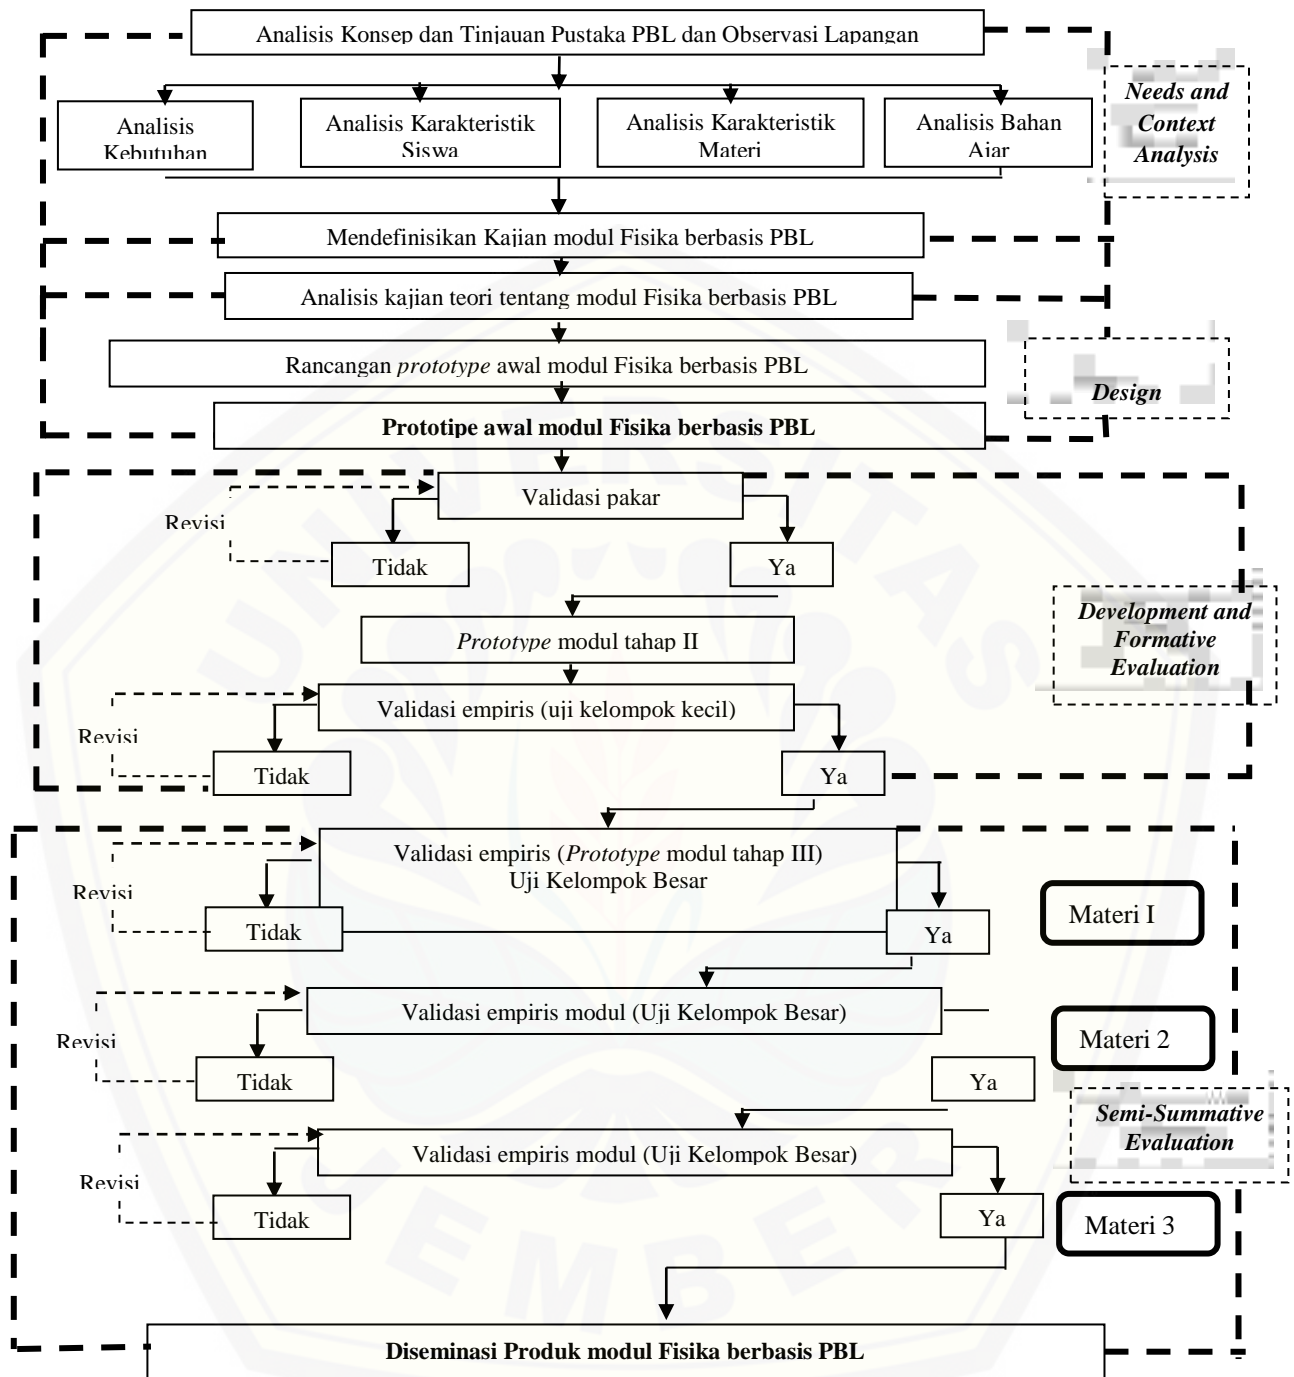 Analisis Konsep dan Tinjauan Pustaka PBL dan Observasi Lapangan
Needs and
Context
Analysis
Analisis
Kebutuhan
Analisis Karakteristik
Siswa
Analisis Karakteristik
Materi
Analisis Bahan
Ajar
Mendefinisikan Kajian modul Fisika berbasis PBL
Analisis kajian teori tentang modul Fisika berbasis PBL
Rancangan prototype awal modul Fisika berbasis PBL
Design
Prototipe awal modul Fisika berbasis PBL
Validasi pakar
Revisi
Tidak
Ya
Prototype modul tahap II
Development and
Formative
Evaluation
Validasi empiris (uji kelompok kecil)
Revisi
Tidak
Ya
Validasi empiris (Prototype modul tahap III)
Uji Kelompok Besar
Revisi
Tidak
Ya
Materi I
Validasi empiris modul (Uji Kelompok Besar)
Revisi
Tidak
Ya
Materi 2
Semi-Summative
Evaluation
Validasi empiris modul (Uji Kelompok Besar)
Revisi
Tidak
Ya
Materi 3
Diseminasi Produk modul Fisika berbasis PBL
UNIVERSITAS
JEMBER